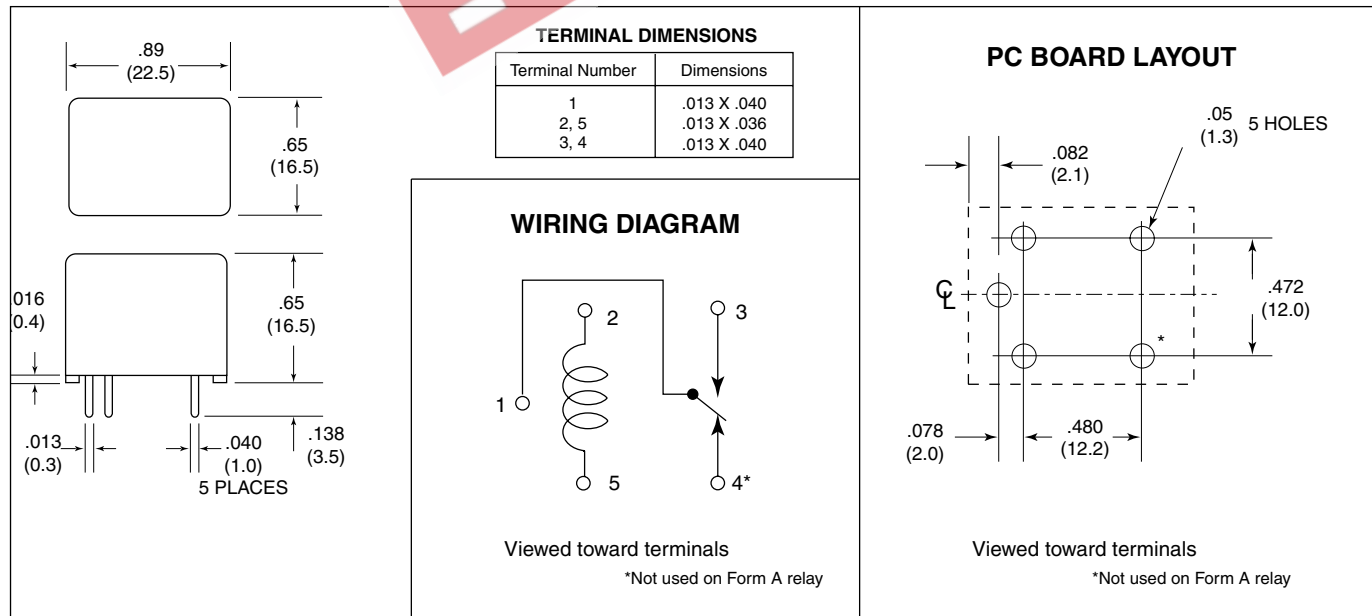 .89
(22.5)
.65
(16.5)
.016
(0.4)
.65
(16.5)
.013
(0.3)
.040
(1.0)
5 PLACES
.138
(3.5)
TERMINAL DIMENSIONS
Terminal Number Dimensions
1 .013 X .040
2, 5 .013 X .036
3, 4 .013 X .040
WIRING DIAGRAM
2
3
1
5
4*
Viewed toward terminals
*Not used on Form A relay
PC BOARD LAYOUT
.05
(1.3)
5 HOLES
.082
(2.1)
CL
.472
(12.0)
*
.078
(2.0)
.480
(12.2)
Viewed toward terminals
*Not used on Form A relay